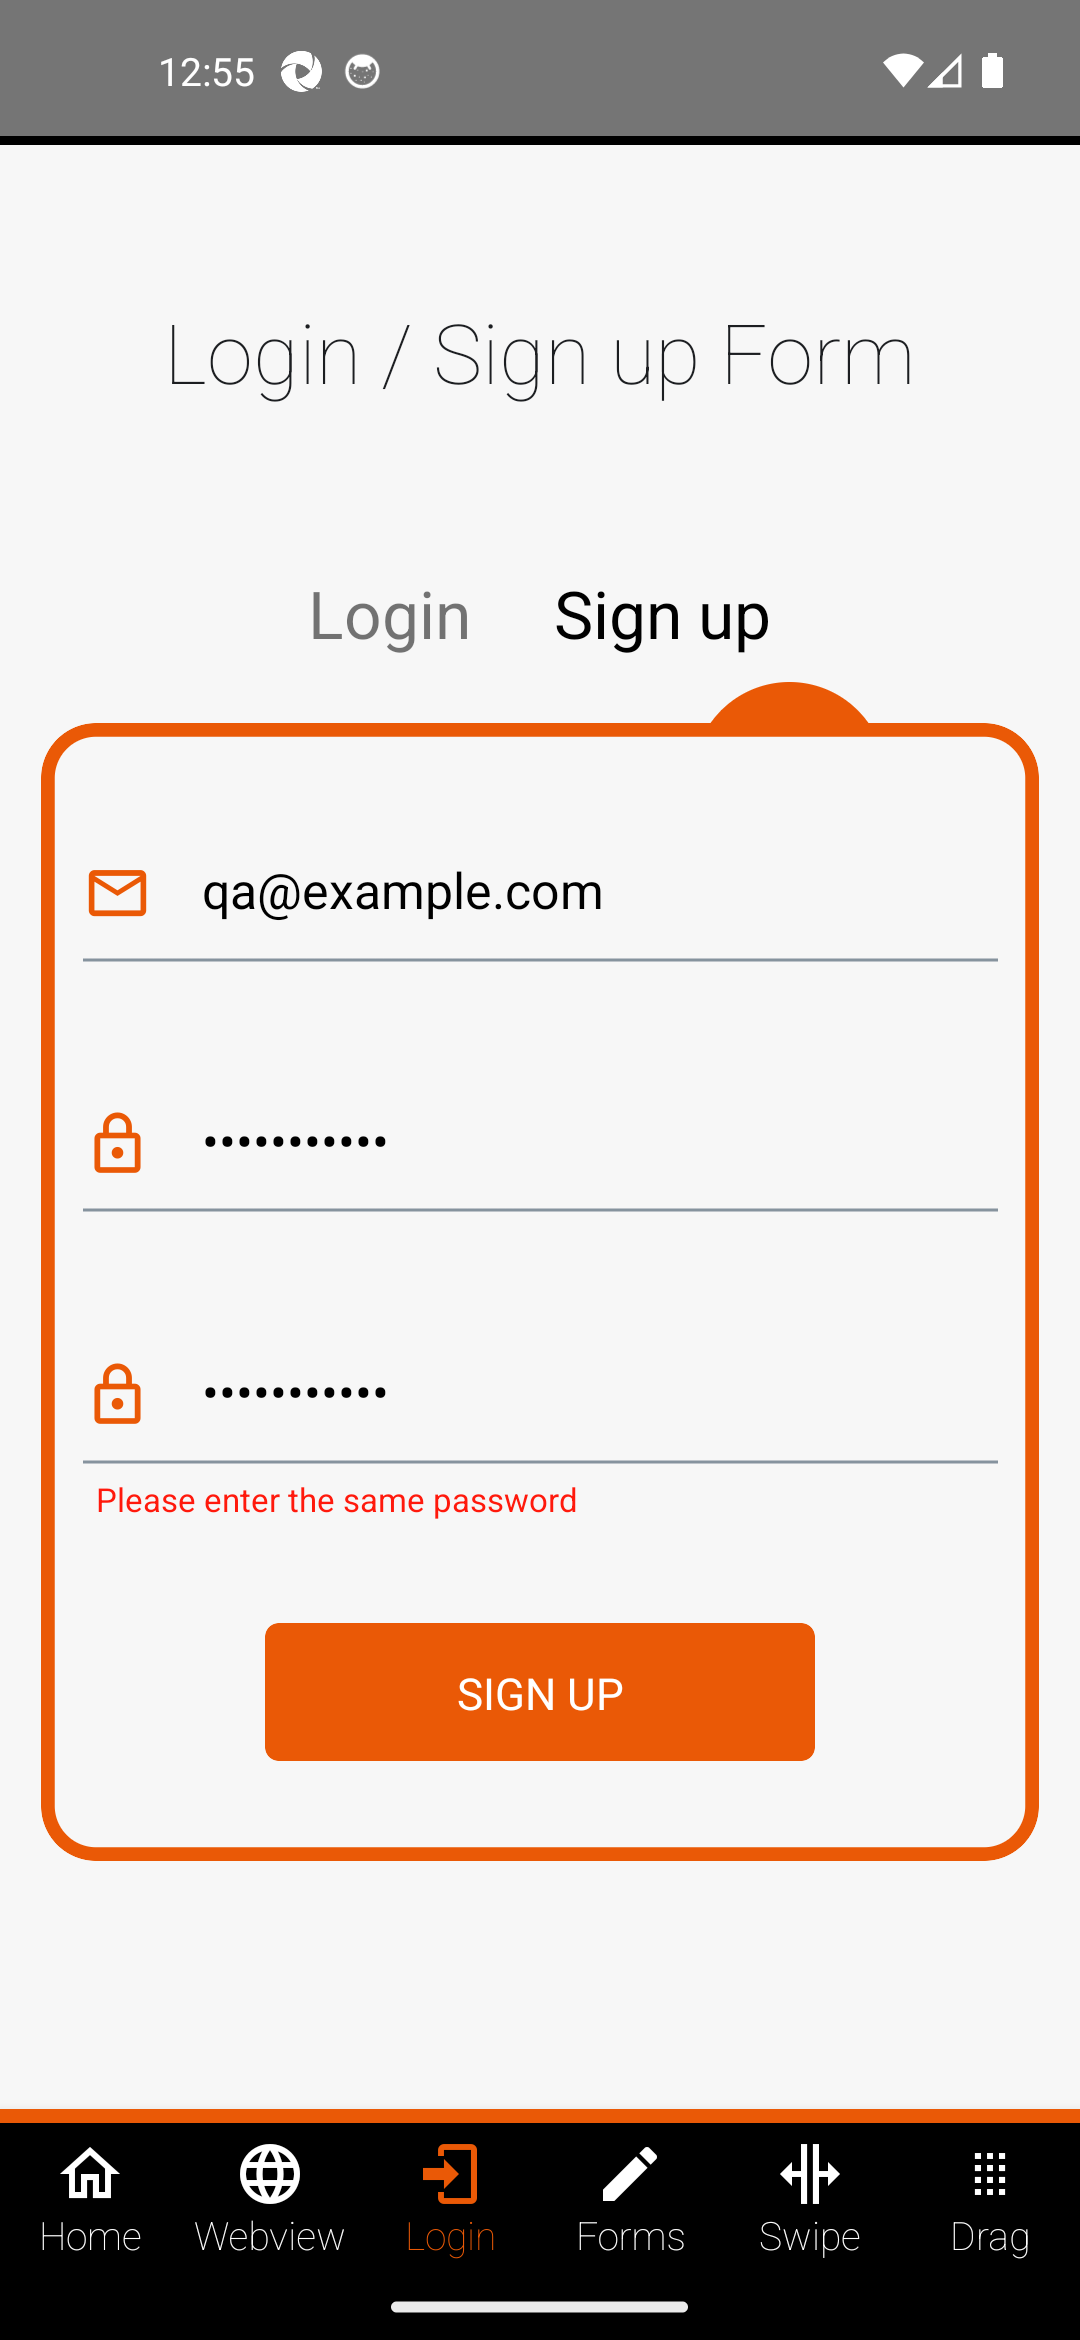 12:55
Login / Sign up Form
Login Sign up
qa@example.com
•••••••••••
•••••••••••
Please enter the same password
SIGN UP
Home Webview Login Forms Swipe Drag